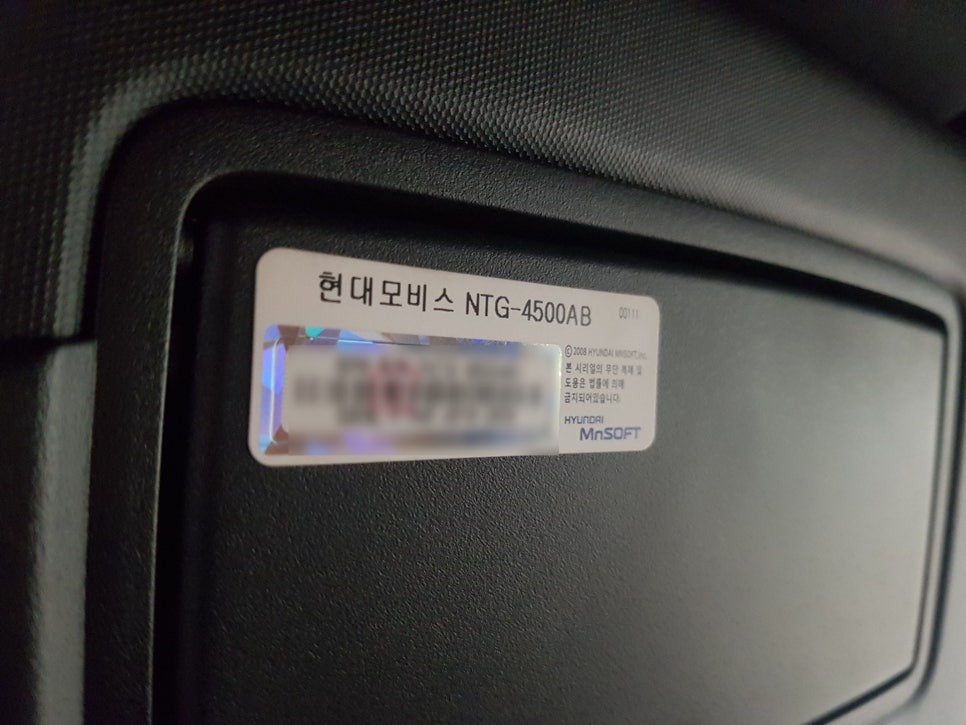 현대모비스 NTG-4500AB
00111
ⓒ2008 HYUNDAI MNSOFT, Inc.
본 시리얼의 무단 복제 및
도용은 법률에 의해
금지되어있습니다.
HYUNDAI
MnSOFT